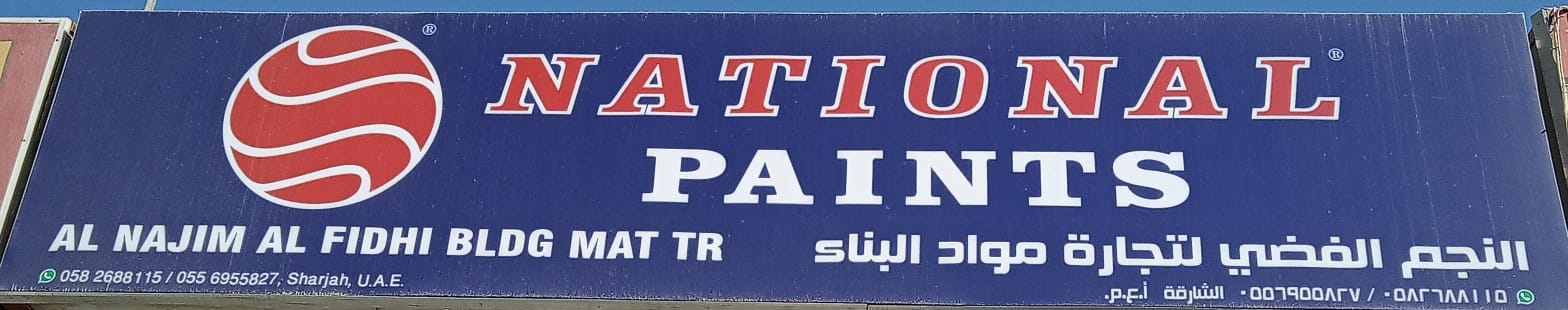 NATIONAL
PAINTS
AL NAJIM AL FIDHI BLDG MAT TR
النجم الفضي لتجارة مواد البناء
058 2688115 / 055 6955827, Sharjah, U.A.E.
٠٥٨٢٦٨٨١١٥ / ٠٥٥٦٩٥٥٨٢٧ الشارقة أ.ع.م.